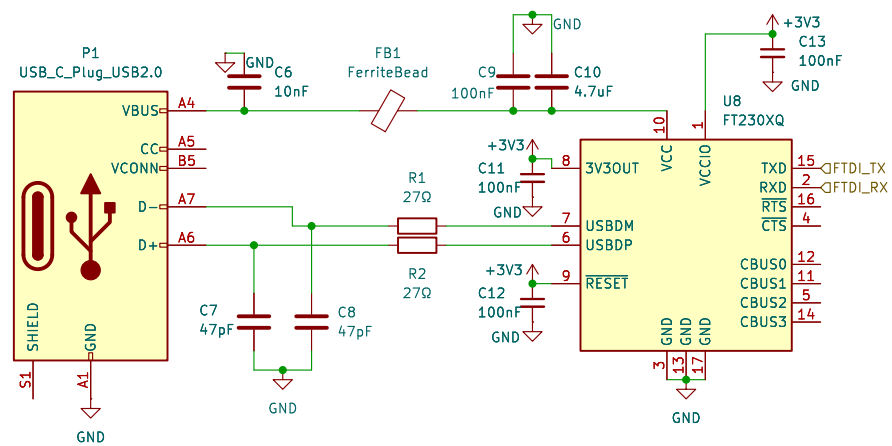 P1
USB_C_Plug_USB2.0
VBUS
A4
CC
A5
VCONN
B5
D-
A7
D+
A6
SHIELD
S1
GND
A1
GND
GND
C6
10nF
FB1
FerriteBead
GND
C9
100nF
C10
4.7uF
+3V3
C13
100nF
GND
U8
FT230XQ
10
VCC
1
VCCIO
+3V3
C11
100nF
GND
8
3V3OUT
R1
27Ω
7
USBDM
6
USBDP
R2
27Ω
+3V3
C12
100nF
GND
9
RESET
TXD
15
FTDI_TX
RXD
2
FTDI_RX
RTS
16
CTS
4
CBUS0
12
CBUS1
11
CBUS2
5
CBUS3
14
GND
3
GND
13
GND
17
GND
C7
47pF
C8
47pF
GND